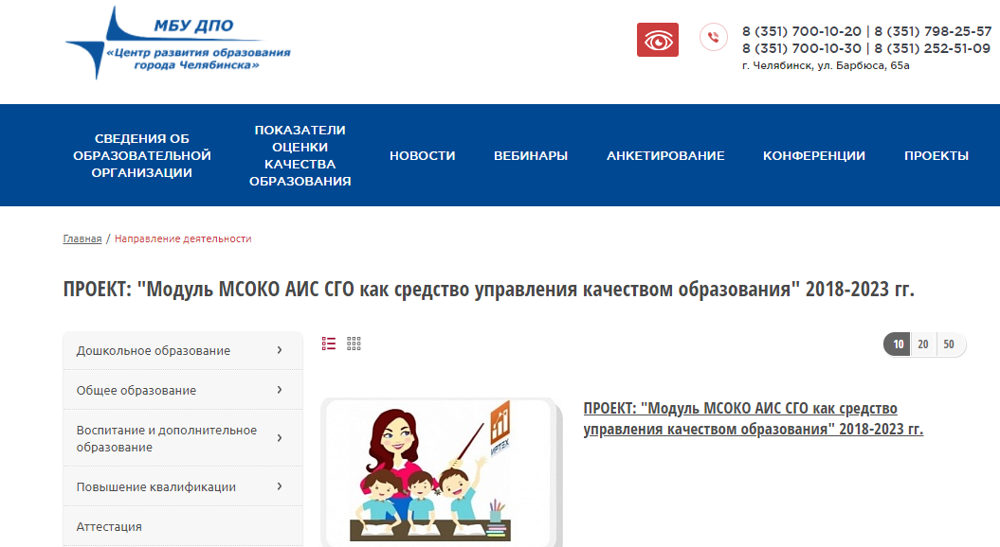 МБУ ДПО
«Центр развития образования
города Челябинска»
8 (351) 700-10-20 | 8 (351) 798-25-57
8 (351) 700-10-30 | 8 (351) 252-51-09
г. Челябинск, ул. Барбюса, 65а
СВЕДЕНИЯ ОБ
ОБРАЗОВАТЕЛЬНОЙ
ОРГАНИЗАЦИИ
ПОКАЗАТЕЛИ
ОЦЕНКИ
КАЧЕСТВА
ОБРАЗОВАНИЯ
НОВОСТИ
ВЕБИНАРЫ
АНКЕТИРОВАНИЕ
КОНФЕРЕНЦИИ
ПРОЕКТЫ
Главная / Направление деятельности
ПРОЕКТ: "Модуль МСОКО АИС СГО как средство управления качеством образования" 2018-2023 гг.
Дошкольное образование
Общее образование
Воспитание и дополнительное
образование
Повышение квалификации
Аттестация
10 20 50
ИРТЕХ
ПРОЕКТ: "Модуль МСОКО АИС СГО как средство
управления качеством образования" 2018-2023 гг.